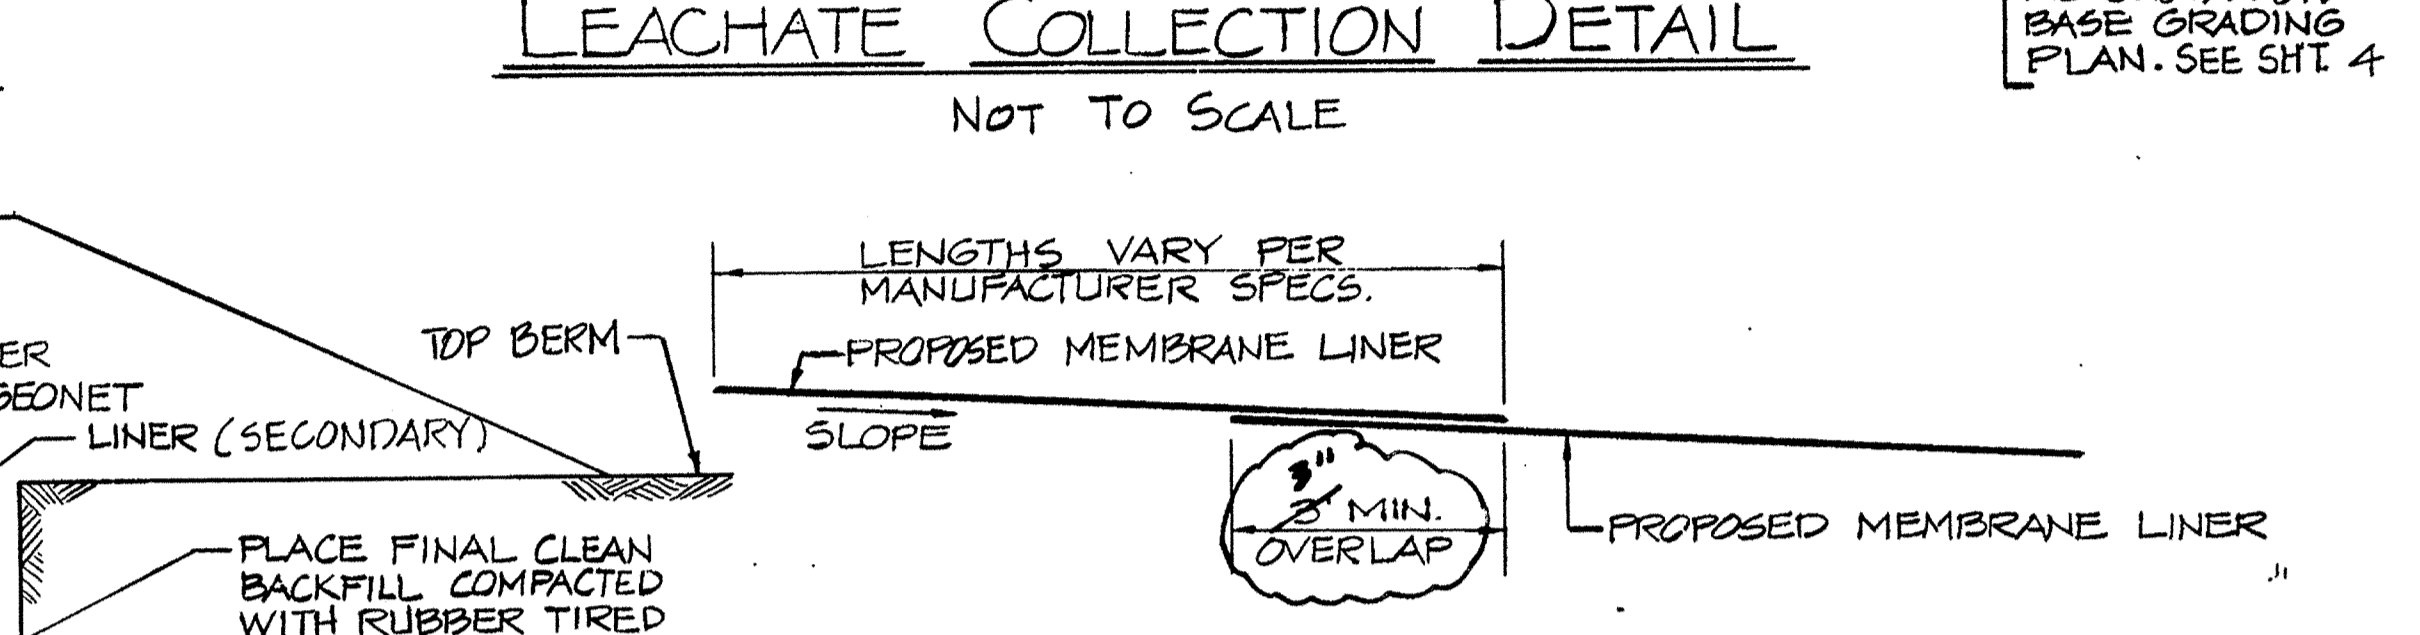 LEACHATE COLLECTION DETAIL
NOT TO SCALE
BASE GRADING
PLAN. SEE SHT. 4
LENGTHS VARY PER
MANUFACTURER SPECS.
TOP BERM
PROPOSED MEMBRANE LINER
ER
GEONET
LINER (SECONDARY)
SLOPE
3"
3' MIN.
OVERLAP
PROPOSED MEMBRANE LINER
PLACE FINAL CLEAN
BACKFILL COMPACTED
WITH RUBBER TIRED